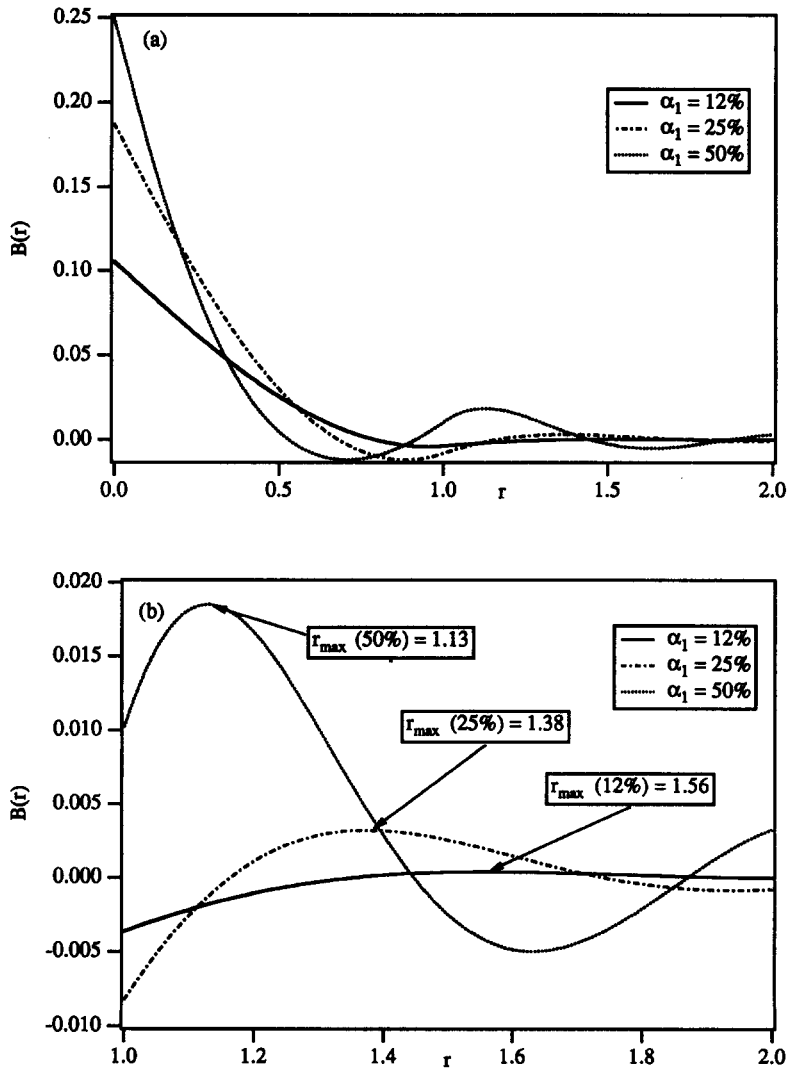 0.25
(a)
0.20
α₁ = 12%
α₁ = 25%
α₁ = 50%
0.15
B(r)
0.10
0.05
0.00
0.0
0.5
1.0
r
1.5
2.0
0.020
(b)
r_max (50%) = 1.13
α₁ = 12%
α₁ = 25%
α₁ = 50%
0.015
0.010
r_max (25%) = 1.38
B(r)
0.005
r_max (12%) = 1.56
0.000
-0.005
-0.010
1.0
1.2
1.4
r
1.6
1.8
2.0